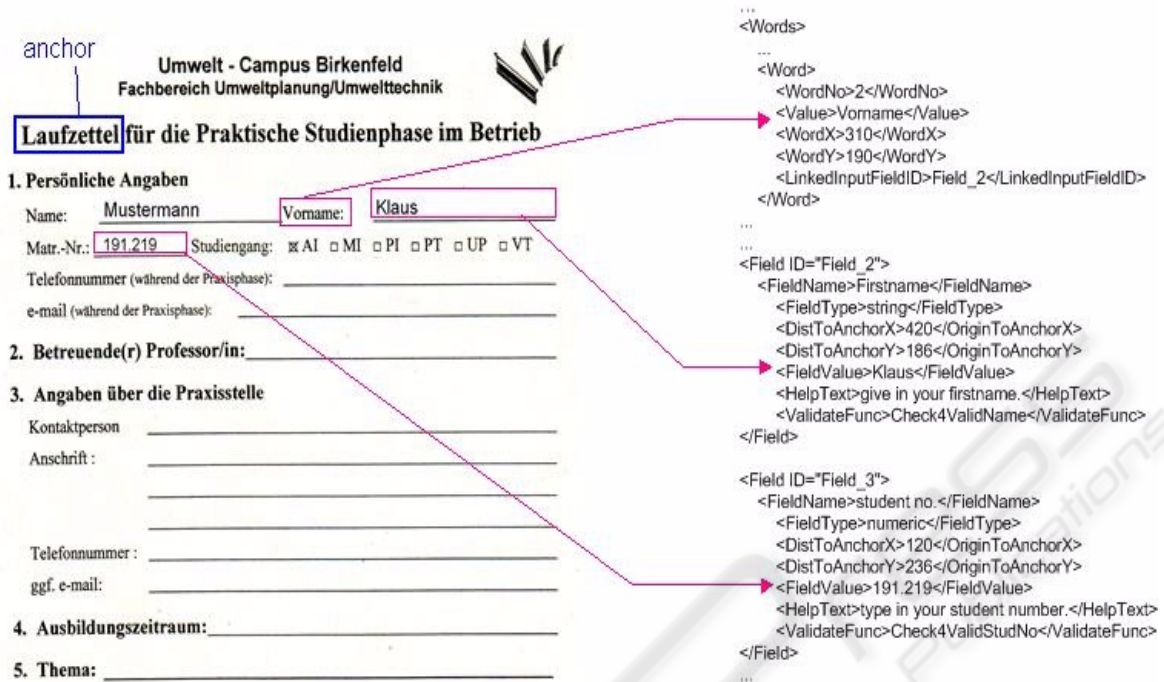 anchor
Umwelt - Campus Birkenfeld
Fachbereich Umweltplanung/Umwelttechnik
Laufzettel für die Praktische Studienphase im Betrieb
1. Persönliche Angaben
Name: Mustermann Vorname: Klaus
Matr.-Nr.: 191.219 Studiengang: ☒ AI □ MI □ PI □ PT □ UP □ VT
Telefonnummer (während der Praxisphase):
e-mail (während der Praxisphase):
2. Betreuende(r) Professor/in:
3. Angaben über die Praxisstelle
Kontaktperson
Anschrift :
Telefonnummer :
ggf. e-mail:
4. Ausbildungszeitraum:
5. Thema:
...
<Words>
...
<Word>
<WordNo>2</WordNo>
<Value>Vorname</Value>
<WordX>310</WordX>
<WordY>190</WordY>
<LinkedInputFieldID>Field_2</LinkedInputFieldID>
</Word>
...
...
<Field ID="Field_2">
<FieldName>Firstname</FieldName>
<FieldType>string</FieldType>
<DistToAnchorX>420</OriginToAnchorX>
<DistToAnchorY>186</OriginToAnchorY>
<FieldValue>Klaus</FieldValue>
<HelpText>give in your firstname.</HelpText>
<ValidateFunc>Check4ValidName</ValidateFunc>
</Field>
<Field ID="Field_3">
<FieldName>student no.</FieldName>
<FieldType>numeric</FieldType>
<DistToAnchorX>120</OriginToAnchorX>
<DistToAnchorY>236</OriginToAnchorY>
<FieldValue>191.219</FieldValue>
<HelpText>type in your student number.</HelpText>
<ValidateFunc>Check4ValidStudNo</ValidateFunc>
</Field>
...